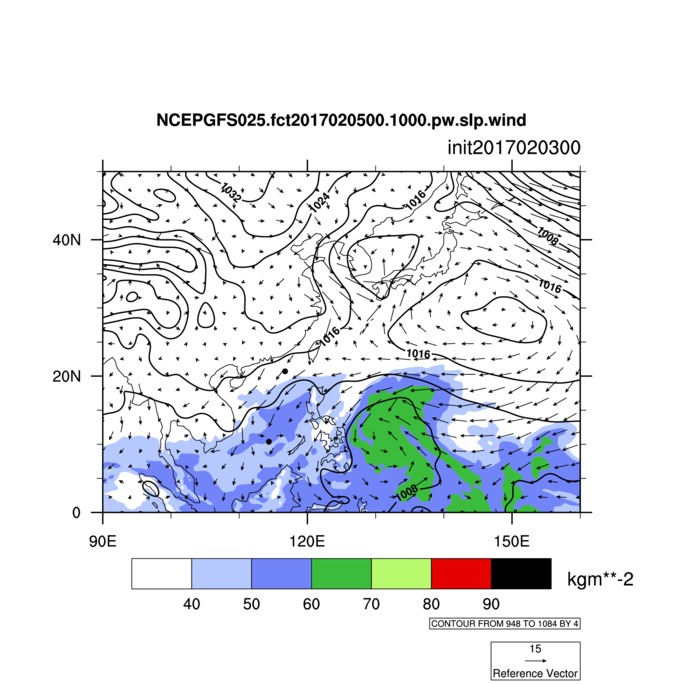 NCEPGFS025.fct2017020500.1000.pw.slp.wind
init2017020300
1032
1024
1016
1008
40N
1016
1016
1016
20N
1008
0
90E 120E 150E
kgm**-2
40 50 60 70 80 90
CONTOUR FROM 948 TO 1084 BY 4
15
Reference Vector